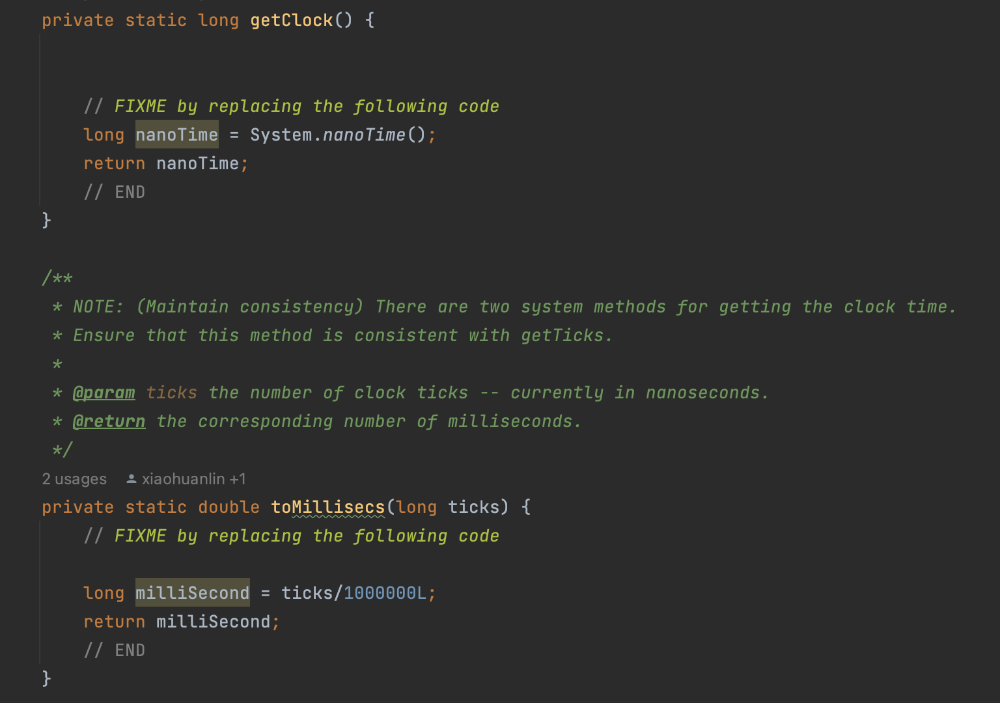 private static long getClock() {
// FIXME by replacing the following code
long nanoTime = System.nanoTime();
return nanoTime;
// END
}
/**
* NOTE: (Maintain consistency) There are two system methods for getting the clock time.
* Ensure that this method is consistent with getTicks.
*
* @param ticks the number of clock ticks -- currently in nanoseconds.
* @return the corresponding number of milliseconds.
*/
2 usages xiaohuanlin +1
private static double toMillisecs(long ticks) {
// FIXME by replacing the following code
long milliSecond = ticks/1000000L;
return milliSecond;
// END
}